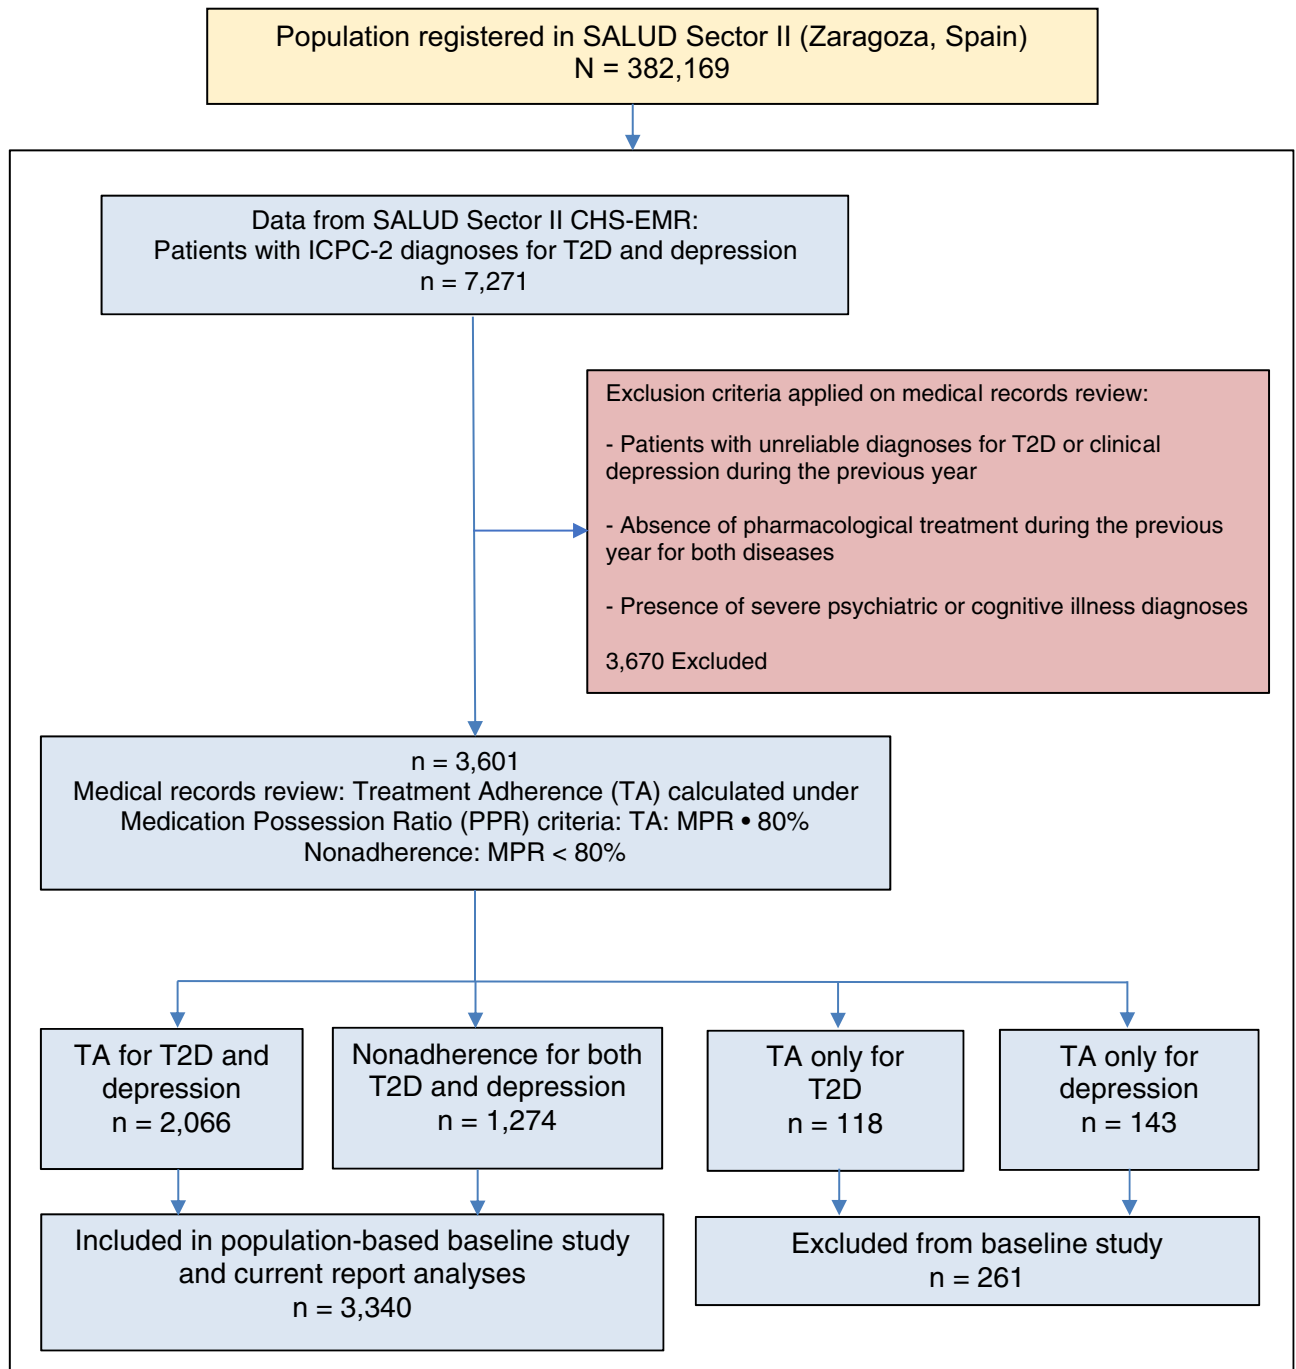 Population registered in SALUD Sector II (Zaragoza, Spain)
N = 382,169
Data from SALUD Sector II CHS-EMR:
Patients with ICPC-2 diagnoses for T2D and depression
n = 7,271
Exclusion criteria applied on medical records review:
- Patients with unreliable diagnoses for T2D or clinical
depression during the previous year
- Absence of pharmacological treatment during the previous
year for both diseases
- Presence of severe psychiatric or cognitive illness diagnoses
3,670 Excluded
n = 3,601
Medical records review: Treatment Adherence (TA) calculated under
Medication Possession Ratio (PPR) criteria: TA: MPR • 80%
Nonadherence: MPR < 80%
TA for T2D and
depression
n = 2,066
Nonadherence for both
T2D and depression
n = 1,274
TA only for
T2D
n = 118
TA only for
depression
n = 143
Included in population-based baseline study
and current report analyses
n = 3,340
Excluded from baseline study
n = 261